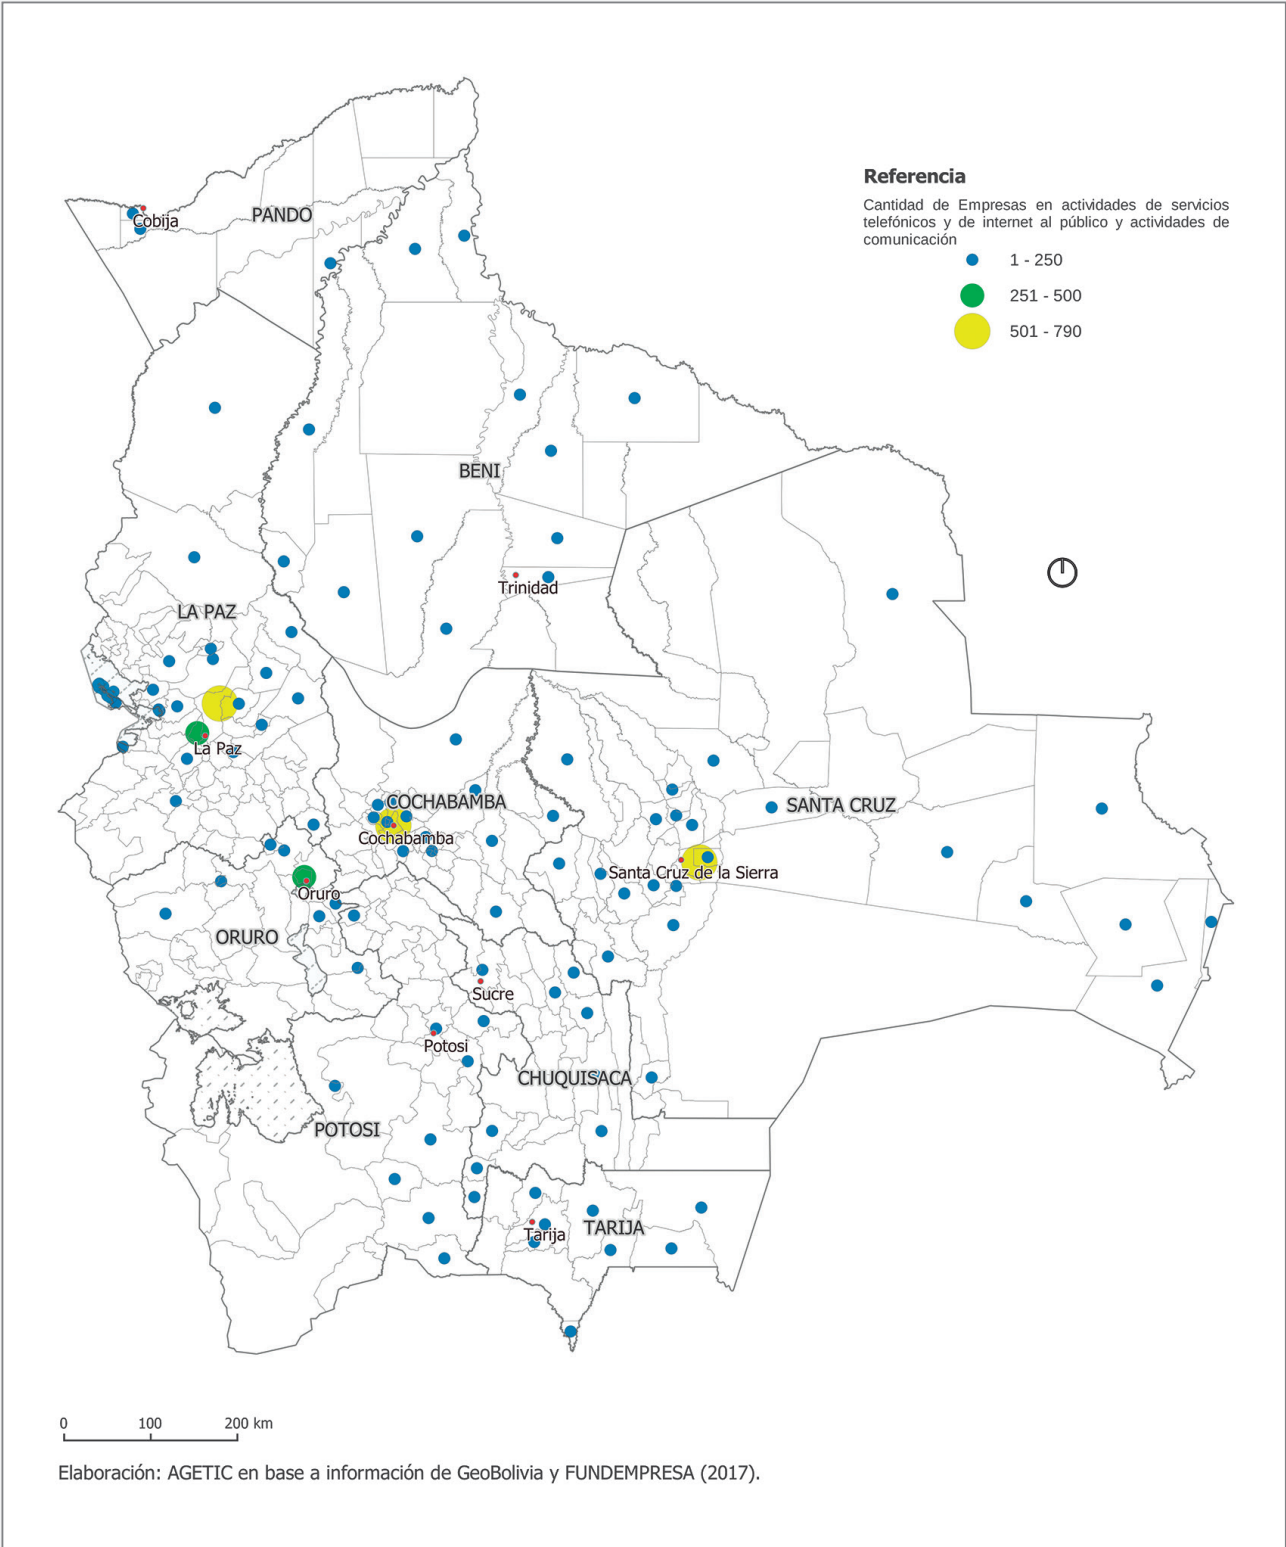 Referencia
Cantidad de Empresas en actividades de servicios
telefónicos y de internet al público y actividades de
comunicación
1 - 250
251 - 500
501 - 790
Cobija
PANDO
BENI
Trinidad
LA PAZ
La Paz
COCHABAMBA
Cochabamba
SANTA CRUZ
Santa Cruz de la Sierra
Oruro
ORURO
Sucre
Potosi
CHUQUISACA
POTOSI
TARIJA
Tarija
0 100 200 km
Elaboración: AGETIC en base a información de GeoBolivia y FUNDEMPRESA (2017).